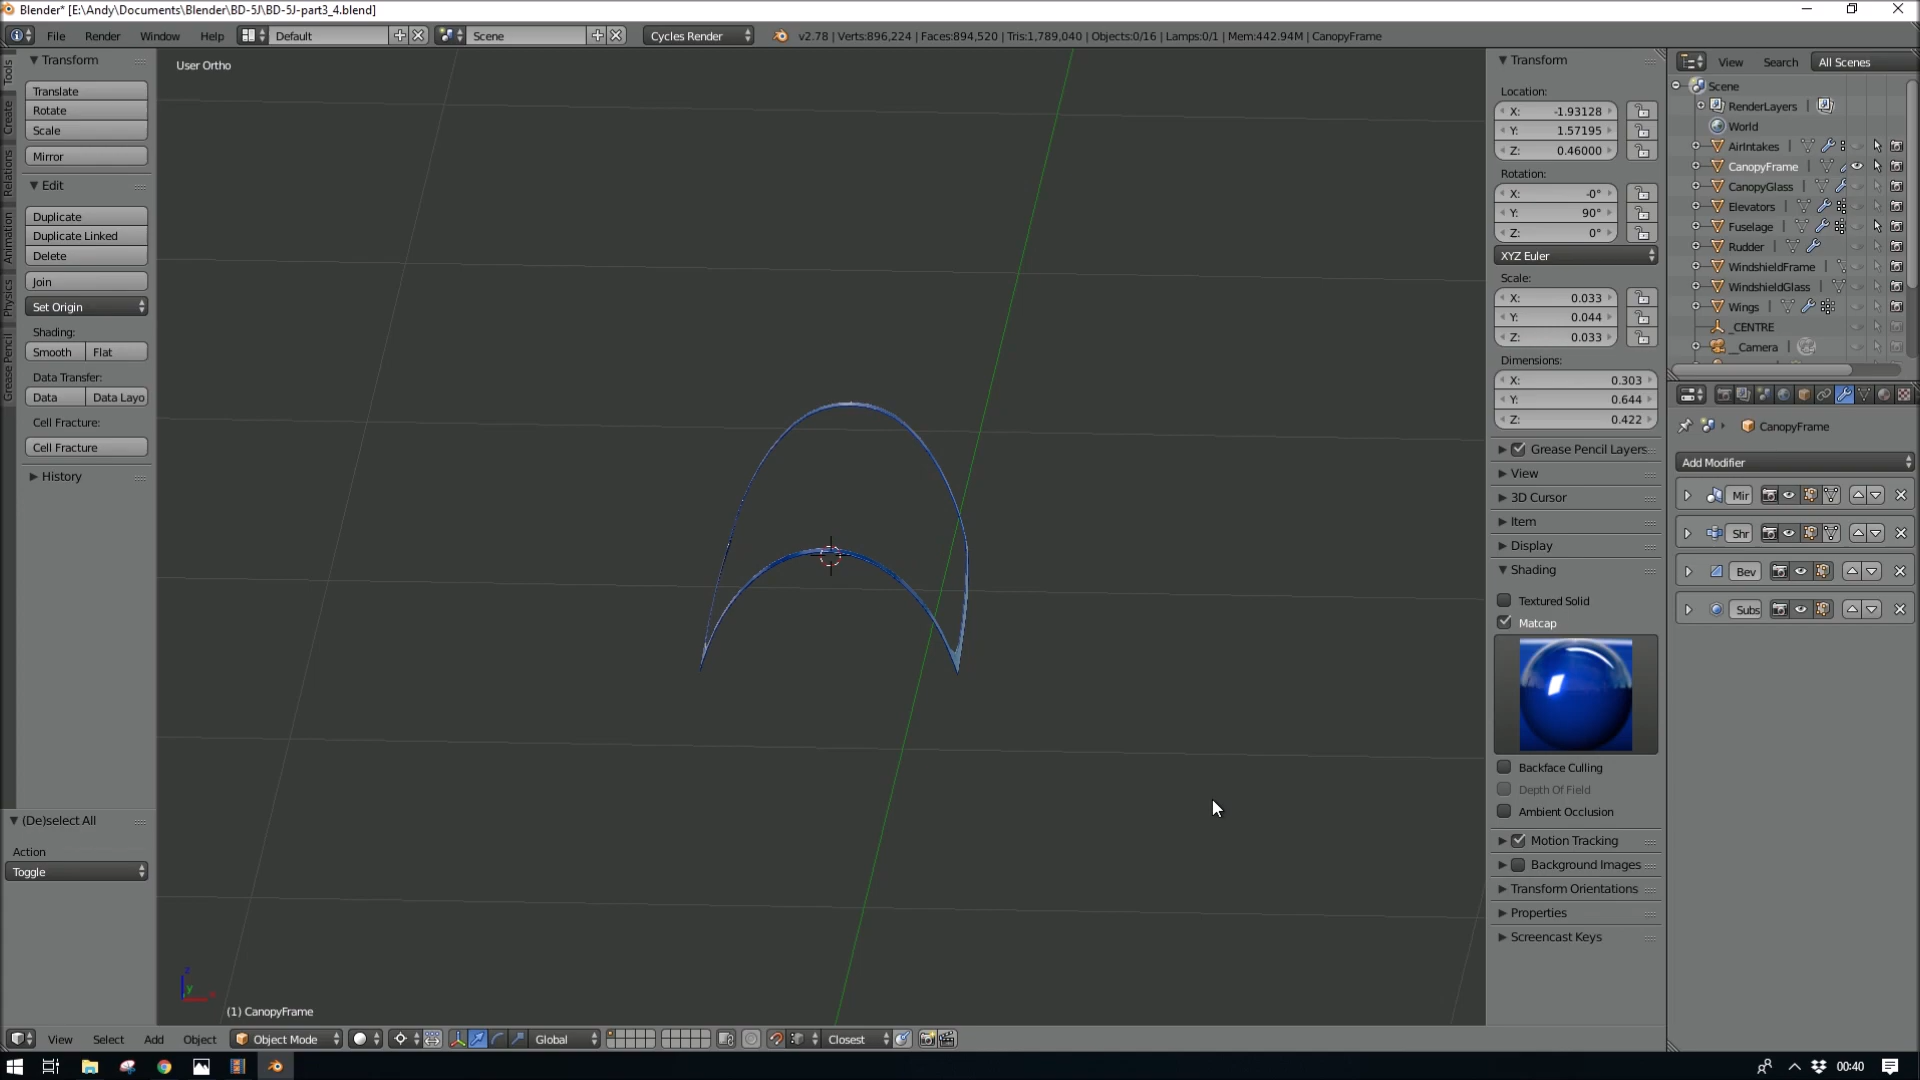 Blender* [E:\Andy\Documents\Blender\BD-5J\BD-5J-part3_4.blend]
File Render Window Help Default Scene Cycles Render v2.78 | Verts:896,224 | Faces:894,520 | Tris:1,789,040 | Objects:0/16 | Lamps:0/1 | Mem:442.94M | CanopyFrame
User Ortho
Tools
Create
Relations
Animation
Physics
Grease Pencil
Transform
Translate
Rotate
Scale
Mirror
Edit
Duplicate
Duplicate Linked
Delete
Join
Set Origin
Shading:
Smooth Flat
Data Transfer:
Data Data Layo
Cell Fracture:
Cell Fracture
History
(De)select All
Action
Toggle
z
y
x
(1) CanopyFrame
Transform
Location:
X: -1.93128
Y: 1.57195
Z: 0.46000
Rotation:
X: -0°
Y: 90°
Z: 0°
XYZ Euler
Scale:
X: 0.033
Y: 0.044
Z: 0.033
Dimensions:
X: 0.303
Y: 0.644
Z: 0.422
Grease Pencil Layers
View
3D Cursor
Item
Display
Shading
Textured Solid
Matcap
Backface Culling
Depth Of Field
Ambient Occlusion
Motion Tracking
Background Images
Transform Orientations
Properties
Screencast Keys
View Search All Scenes
Scene
RenderLayers |
World
AirIntakes |
CanopyFrame |
CanopyGlass |
Elevators |
Fuselage |
Rudder |
WindshieldFrame |
WindshieldGlass |
Wings |
_CENTRE
__Camera |
CanopyFrame
Add Modifier
Mir
Shr
Bev
Subs
View Select Add Object Object Mode Global Closest
00:40